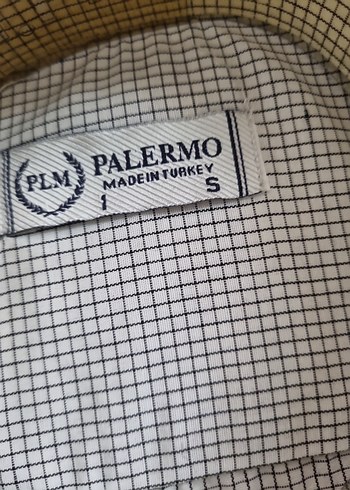 PLM
PALERMO
MADE IN TURKEY
1 S